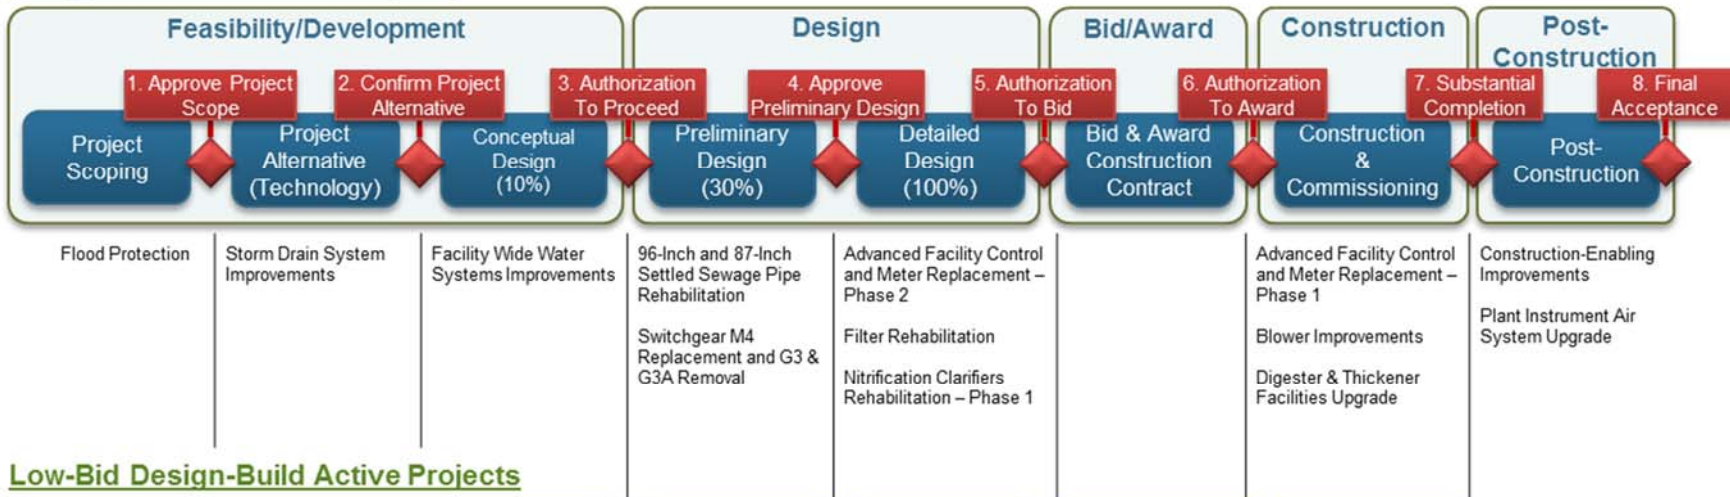 Feasibility/Development
Design
Bid/Award
Construction
Post-
Construction
1. Approve Project
Scope
2. Confirm Project
Alternative
3. Authorization
To Proceed
4. Approve
Preliminary Design
5. Authorization
To Bid
6. Authorization
To Award
7. Substantial
Completion
8. Final
Acceptance
Project
Scoping
Project
Alternative
(Technology)
Conceptual
Design
(10%)
Preliminary
Design
(30%)
Detailed
Design
(100%)
Bid & Award
Construction
Contract
Construction
&
Commissioning
Post-
Construction
Flood Protection
Storm Drain System
Improvements
Facility Wide Water
Systems Improvements
96-Inch and 87-Inch
Settled Sewage Pipe
Rehabilitation
Switchgear M4
Replacement and G3 &
G3A Removal
Advanced Facility Control
and Meter Replacement –
Phase 2
Filter Rehabilitation
Nitrification Clarifiers
Rehabilitation – Phase 1
Advanced Facility Control
and Meter Replacement –
Phase 1
Blower Improvements
Digester & Thickener
Facilities Upgrade
Construction-Enabling
Improvements
Plant Instrument Air
System Upgrade
Low-Bid Design-Build Active Projects